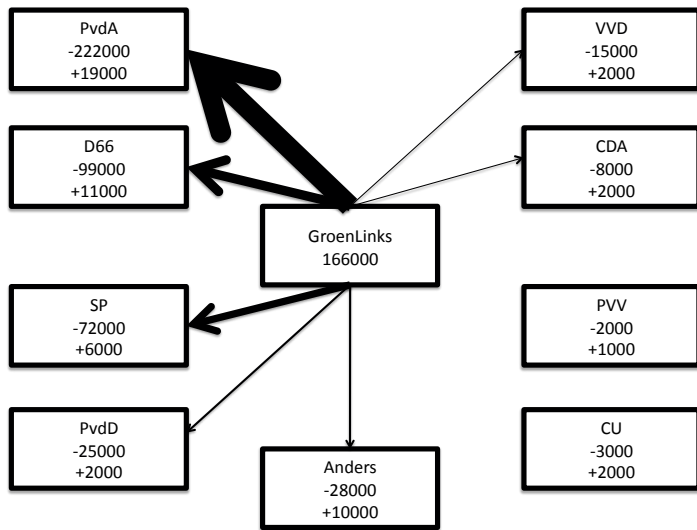 PvdA
-222000
+19000
VVD
-15000
+2000
D66
-99000
+11000
CDA
-8000
+2000
GroenLinks
166000
SP
-72000
+6000
PVV
-2000
+1000
PvdD
-25000
+2000
Anders
-28000
+10000
CU
-3000
+2000